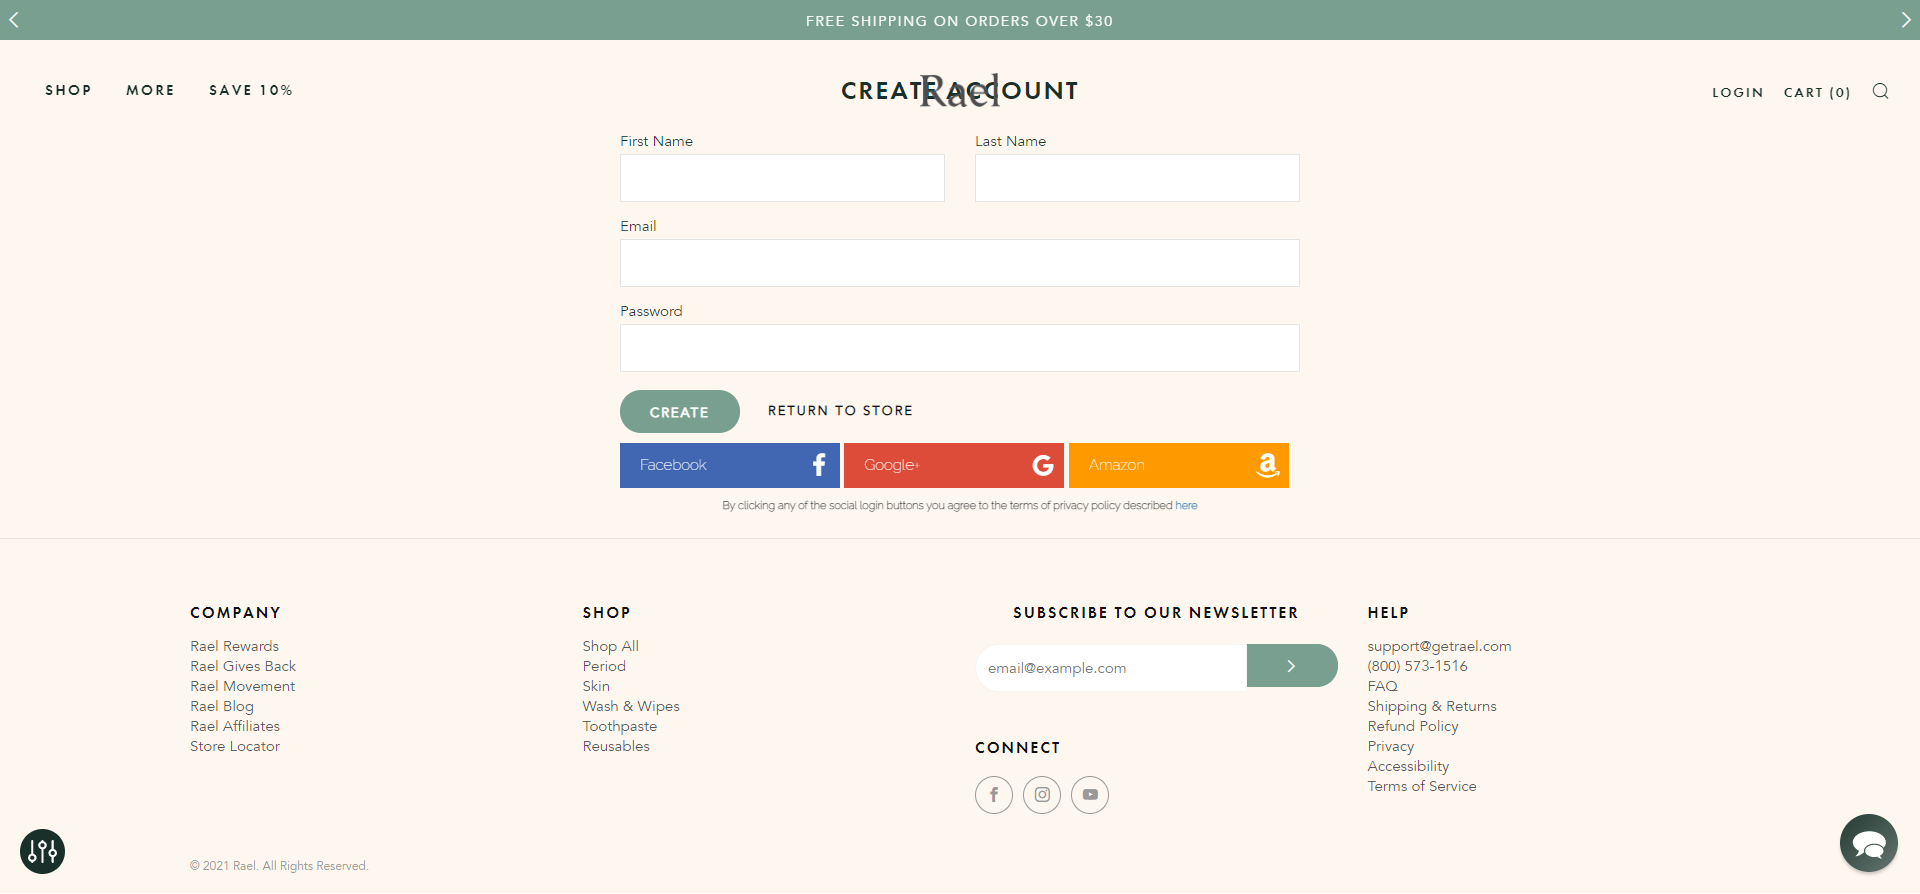 FREE SHIPPING ON ORDERS OVER $30
SHOP MORE SAVE 10%
CREATE ACCOUNT
Rael
LOGIN CART (0)
First Name
Last Name
Email
Password
CREATE RETURN TO STORE
Facebook
Google+
Amazon
By clicking any of the social login buttons you agree to the terms of privacy policy described here
COMPANY
Rael Rewards
Rael Gives Back
Rael Movement
Rael Blog
Rael Affiliates
Store Locator
SHOP
Shop All
Period
Skin
Wash & Wipes
Toothpaste
Reusables
SUBSCRIBE TO OUR NEWSLETTER
email@example.com
CONNECT
HELP
support@getrael.com
(800) 573-1516
FAQ
Shipping & Returns
Refund Policy
Privacy
Accessibility
Terms of Service
© 2021 Rael. All Rights Reserved.